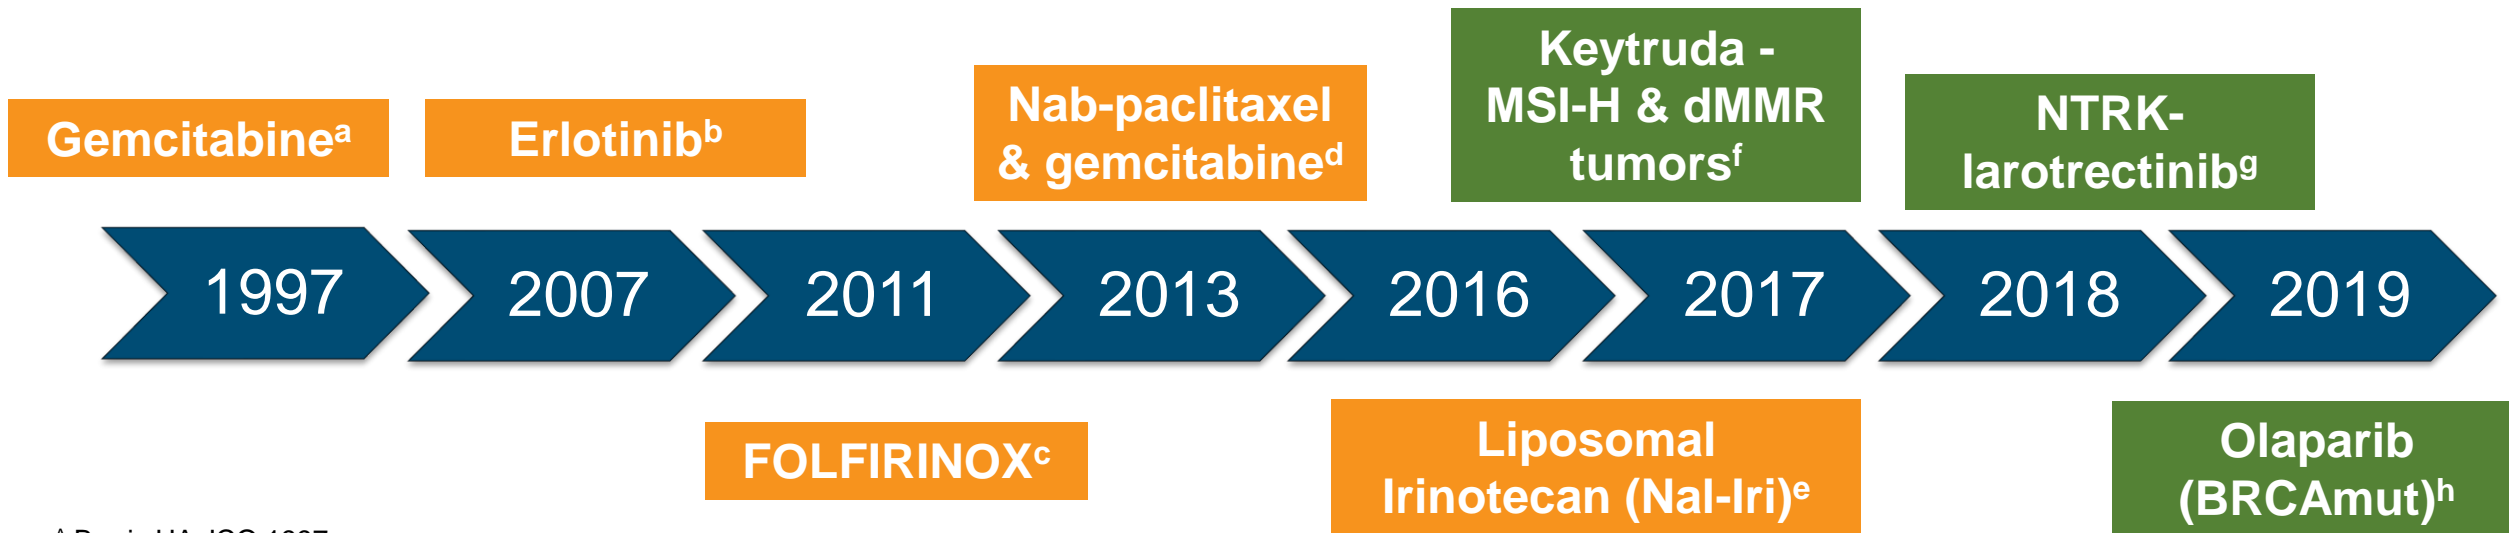 Gemcitabineᵃ
Erlotinibᵇ
Nab-paclitaxel
& gemcitabineᵈ
Keytruda -
MSI-H & dMMR
tumorsᶠ
NTRK-
larotrectinibᵍ
1997
2007
2011
2013
2016
2017
2018
2019
FOLFIRINOXᶜ
Liposomal
Irinotecan (Nal-Iri)ᵉ
Olaparib
(BRCAmut)ʰ